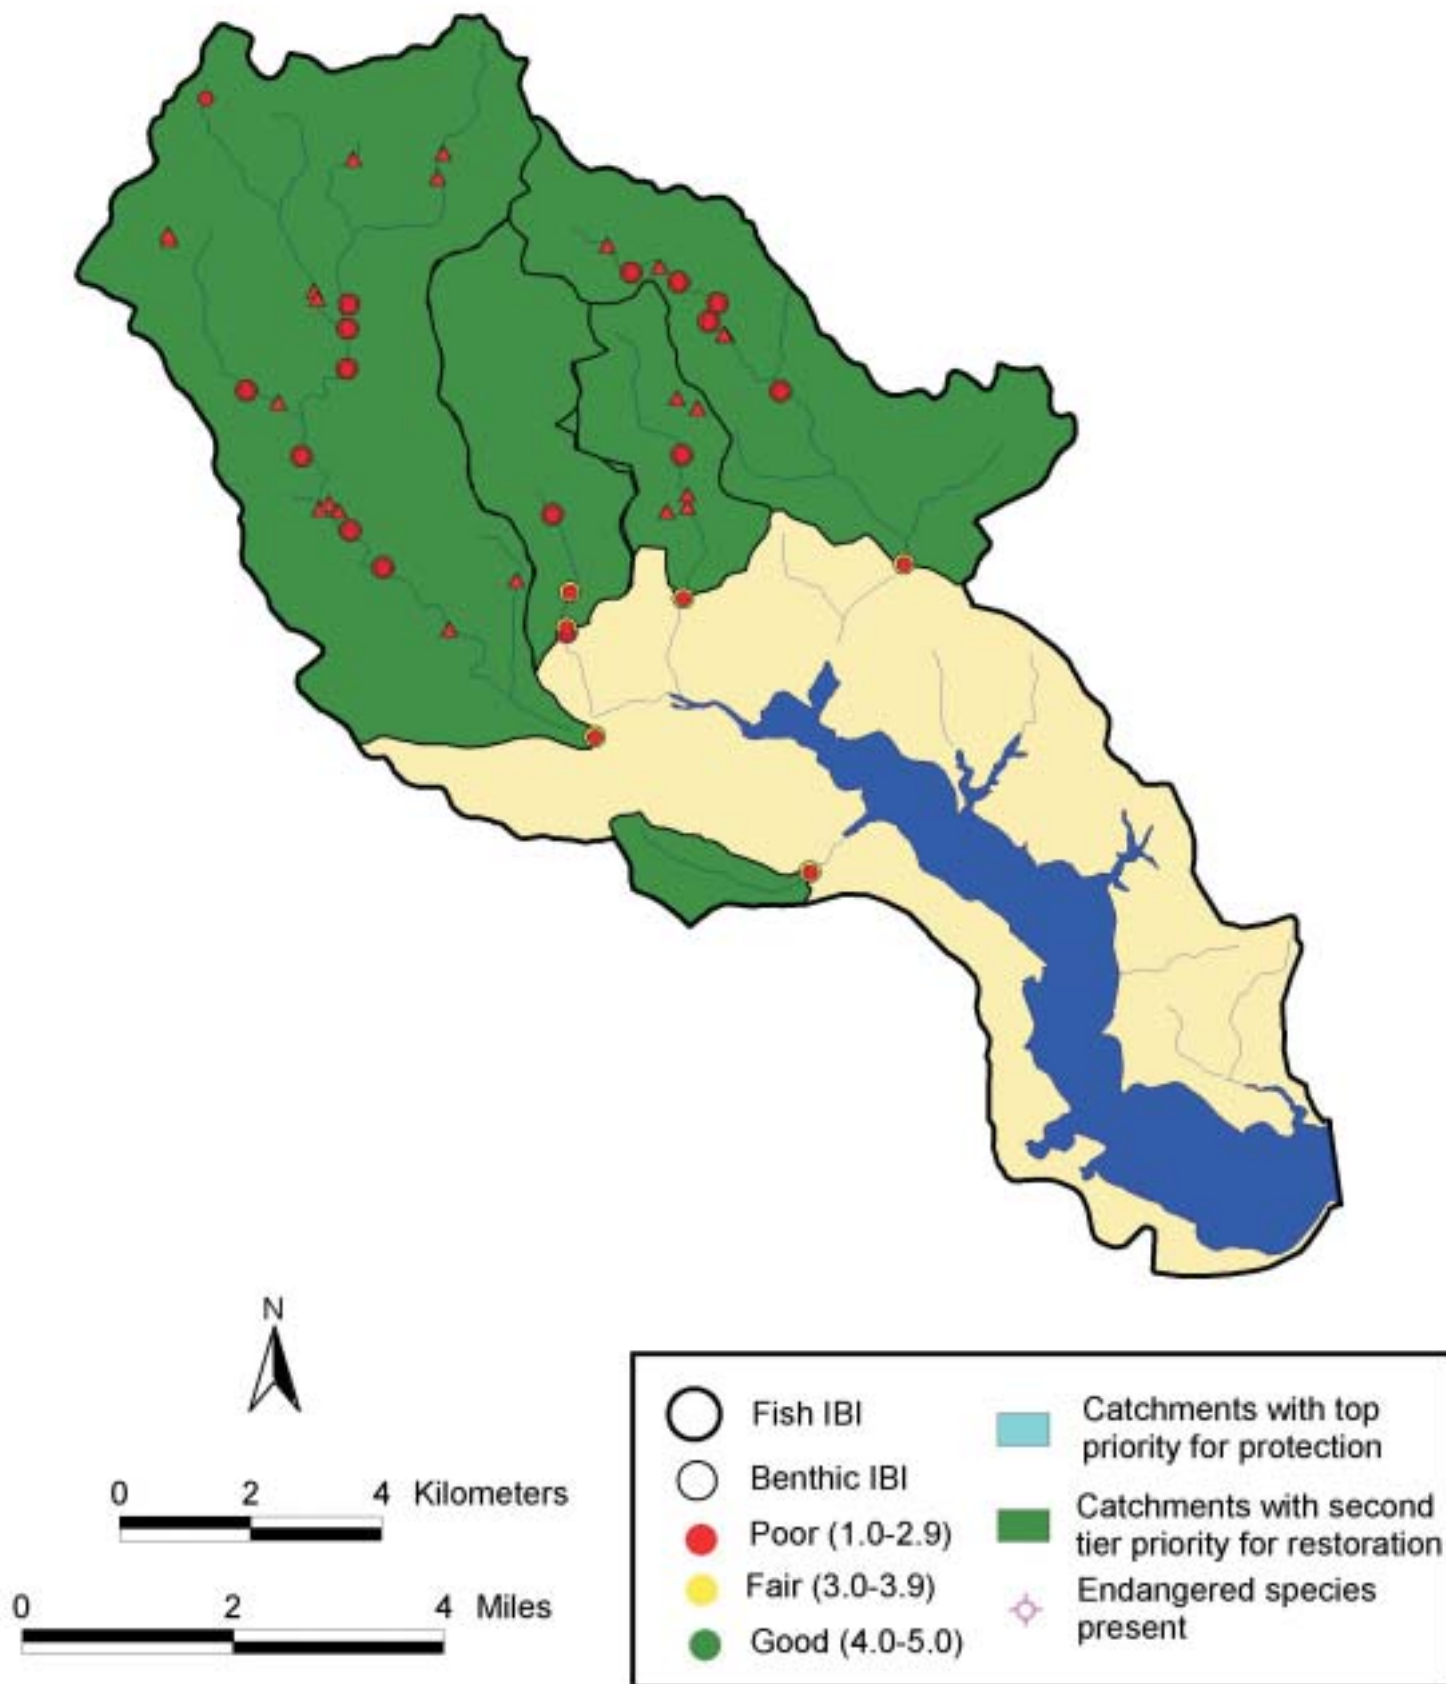 N
0 2 4 Kilometers
0 2 4 Miles
Fish IBI
Benthic IBI
Poor (1.0-2.9)
Fair (3.0-3.9)
Good (4.0-5.0)
Catchments with top
priority for protection
Catchments with second
tier priority for restoration
Endangered species
present